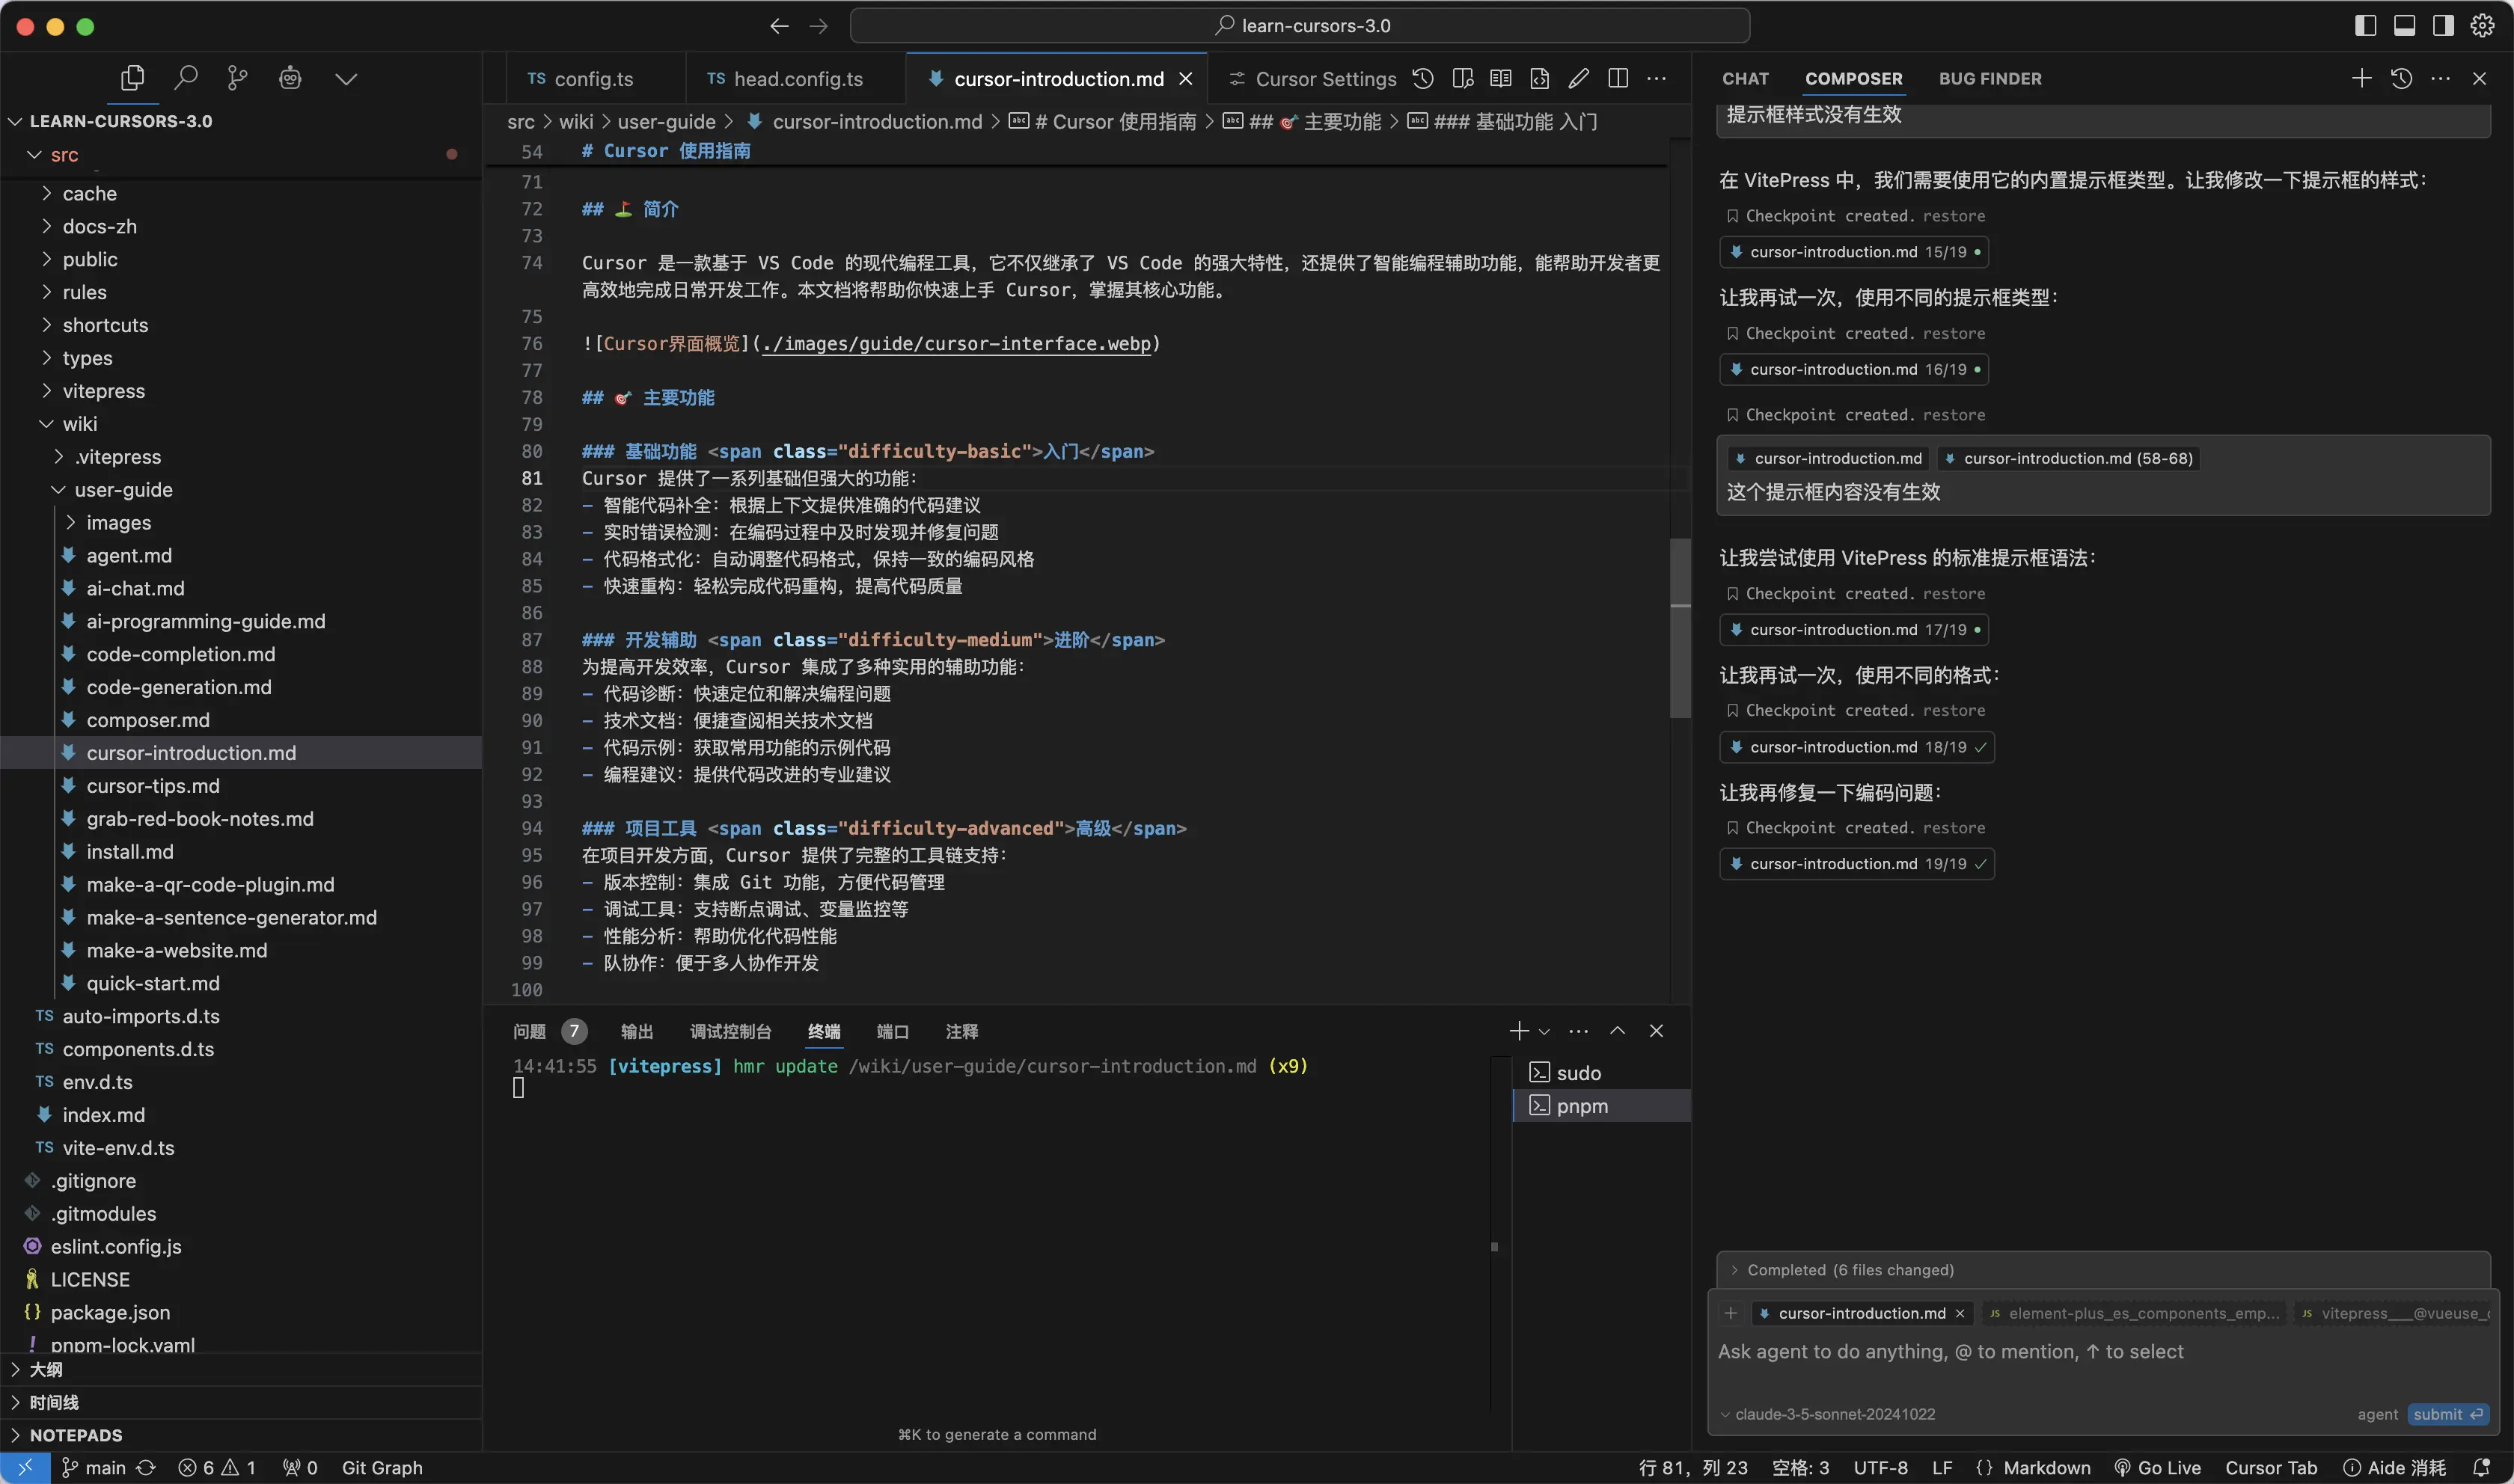 learn-cursors-3.0
LEARN-CURSORS-3.0
src
cache
docs-zh
public
rules
shortcuts
types
vitepress
wiki
.vitepress
user-guide
images
agent.md
ai-chat.md
ai-programming-guide.md
code-completion.md
code-generation.md
composer.md
cursor-introduction.md
cursor-tips.md
grab-red-book-notes.md
install.md
make-a-qr-code-plugin.md
make-a-sentence-generator.md
make-a-website.md
quick-start.md
TS auto-imports.d.ts
TS components.d.ts
TS env.d.ts
index.md
TS vite-env.d.ts
.gitignore
.gitmodules
eslint.config.js
LICENSE
{} package.json
! pnpm-lock.yaml
大纲
时间线
NOTEPADS
TS config.ts
TS head.config.ts
cursor-introduction.md
Cursor Settings
src > wiki > user-guide > cursor-introduction.md > # Cursor 使用指南 > ## 🎯 主要功能 > ### 基础功能 入门
54 # Cursor 使用指南
71
72 ## ⛳ 简介
73
74 Cursor 是一款基于 VS Code 的现代编程工具，它不仅继承了 VS Code 的强大特性，还提供了智能编程辅助功能，能帮助开发者更
高效地完成日常开发工作。本文档将帮助你快速上手 Cursor，掌握其核心功能。
75
76 ![Cursor界面概览](./images/guide/cursor-interface.webp)
77
78 ## 🎯 主要功能
79
80 ### 基础功能 <span class="difficulty-basic">入门</span>
81 Cursor 提供了一系列基础但强大的功能：
82 - 智能代码补全：根据上下文提供准确的代码建议
83 - 实时错误检测：在编码过程中及时发现并修复问题
84 - 代码格式化：自动调整代码格式，保持一致的编码风格
85 - 快速重构：轻松完成代码重构，提高代码质量
86
87 ### 开发辅助 <span class="difficulty-medium">进阶</span>
88 为提高开发效率，Cursor 集成了多种实用的辅助功能：
89 - 代码诊断：快速定位和解决编程问题
90 - 技术文档：便捷查阅相关技术文档
91 - 代码示例：获取常用功能的示例代码
92 - 编程建议：提供代码改进的专业建议
93
94 ### 项目工具 <span class="difficulty-advanced">高级</span>
95 在项目开发方面，Cursor 提供了完整的工具链支持：
96 - 版本控制：集成 Git 功能，方便代码管理
97 - 调试工具：支持断点调试、变量监控等
98 - 性能分析：帮助优化代码性能
99 - 队协作：便于多人协作开发
100
问题 7 输出 调试控制台 终端 端口 注释
14:41:55 [vitepress] hmr update /wiki/user-guide/cursor-introduction.md (x9)
sudo
pnpm
⌘K to generate a command
CHAT COMPOSER BUG FINDER
提示框样式没有生效
在 VitePress 中，我们需要使用它的内置提示框类型。让我修改一下提示框的样式：
Checkpoint created. restore
cursor-introduction.md 15/19
让我再试一次，使用不同的提示框类型：
Checkpoint created. restore
cursor-introduction.md 16/19
Checkpoint created. restore
cursor-introduction.md cursor-introduction.md (58-68)
这个提示框内容没有生效
让我尝试使用 VitePress 的标准提示框语法：
Checkpoint created. restore
cursor-introduction.md 17/19
让我再试一次，使用不同的格式：
Checkpoint created. restore
cursor-introduction.md 18/19 ✓
让我再修复一下编码问题：
Checkpoint created. restore
cursor-introduction.md 19/19 ✓
Completed (6 files changed)
cursor-introduction.md JS element-plus_es_components_emp... JS vitepress___@vueuse_
Ask agent to do anything, @ to mention, ↑ to select
claude-3-5-sonnet-20241022 agent submit
main 6 1 0 Git Graph 行 81，列 23 空格: 3 UTF-8 LF {} Markdown Go Live Cursor Tab Aide 消耗